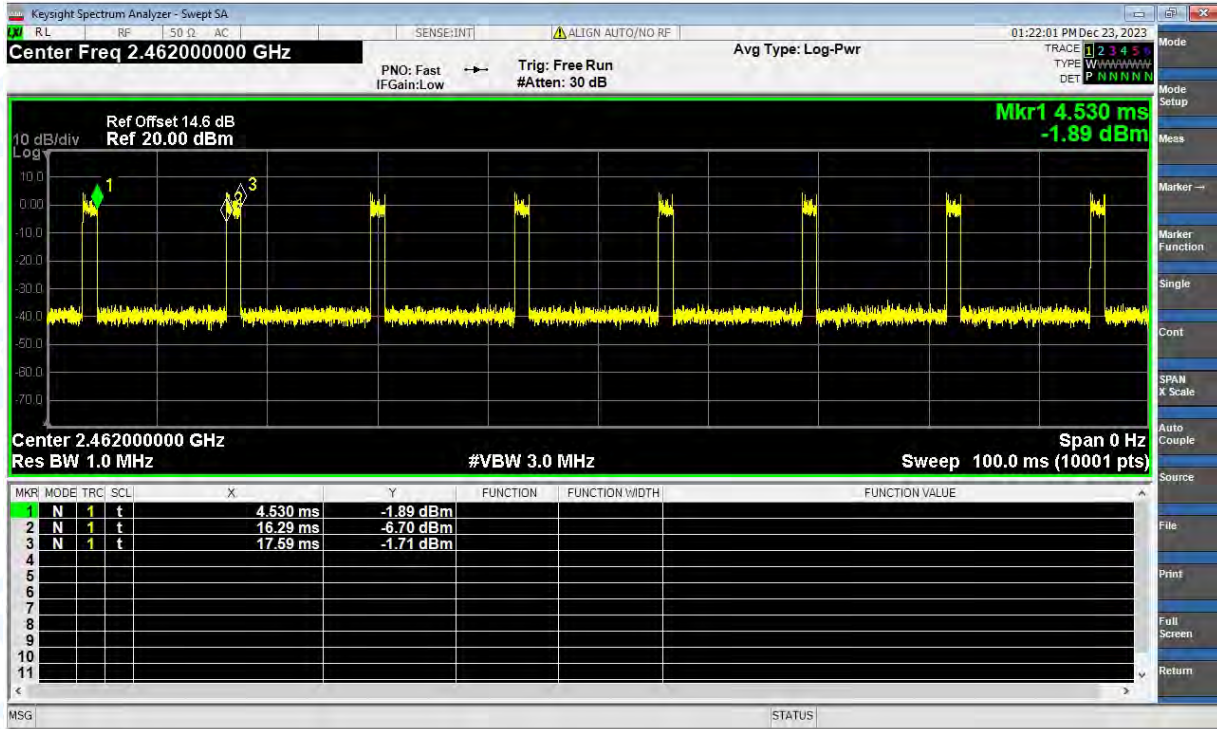 Keysight Spectrum Analyzer - Swept SA
LXI RL RF 50 Ω AC SENSE:INT ALIGN AUTO/NO RF 01:22:01 PM Dec 23, 2023
Center Freq 2.462000000 GHz
Avg Type: Log-Pwr
TRACE 1 2 3 4 5 6
TYPE WWWWWW
DET P N N N N N
PNO: Fast
IFGain:Low
Trig: Free Run
#Atten: 30 dB
Mkr1 4.530 ms
-1.89 dBm
Ref Offset 14.6 dB
10 dB/div Ref 20.00 dBm
Log
10.0
0.00
-10.0
-20.0
-30.0
-40.0
-50.0
-60.0
-70.0
1
2
3
Center 2.462000000 GHz Span 0 Hz
Res BW 1.0 MHz #VBW 3.0 MHz Sweep 100.0 ms (10001 pts)
MKR MODE TRC SCL X Y FUNCTION FUNCTION WIDTH FUNCTION VALUE
1 N 1 t 4.530 ms -1.89 dBm
2 N 1 t 16.29 ms -6.70 dBm
3 N 1 t 17.59 ms -1.71 dBm
4
5
6
7
8
9
10
11
MSG STATUS
Mode
Mode Setup
Meas
Marker →
Marker Function
Single
Cont
SPAN X Scale
Auto Couple
Source
File
Print
Full Screen
Return